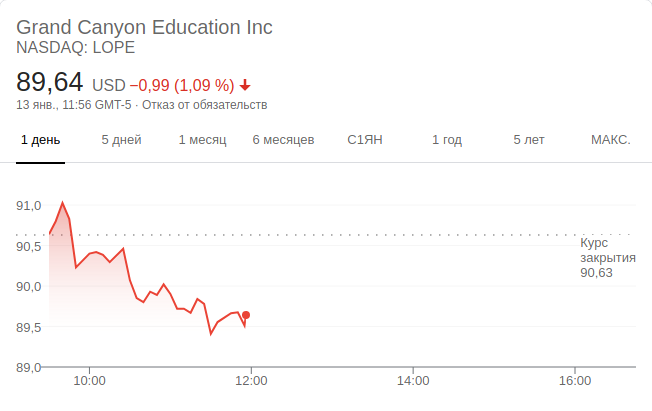 Grand Canyon Education Inc
NASDAQ: LOPE
89,64 USD −0,99 (1,09 %)
13 янв., 11:56 GMT-5 · Отказ от обязательств
1 день 5 дней 1 месяц 6 месяцев С1ЯН 1 год 5 лет МАКС.
91,0
90,5
90,0
89,5
89,0
Курс
закрытия
90,63
10:00 12:00 14:00 16:00